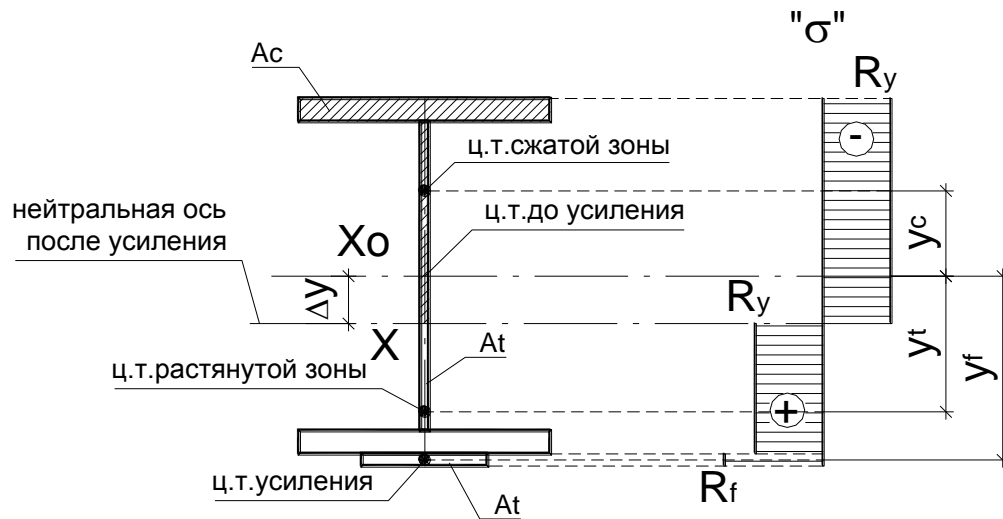 "σ"
Ry
Ac
-
ц.т.сжатой зоны
нейтральная ось
после усиления
ц.т.до усиления
Xo
yc
Δy
Ry
X
At
yt
yf
ц.т.растянутой зоны
+
ц.т.усиления
Rf
At